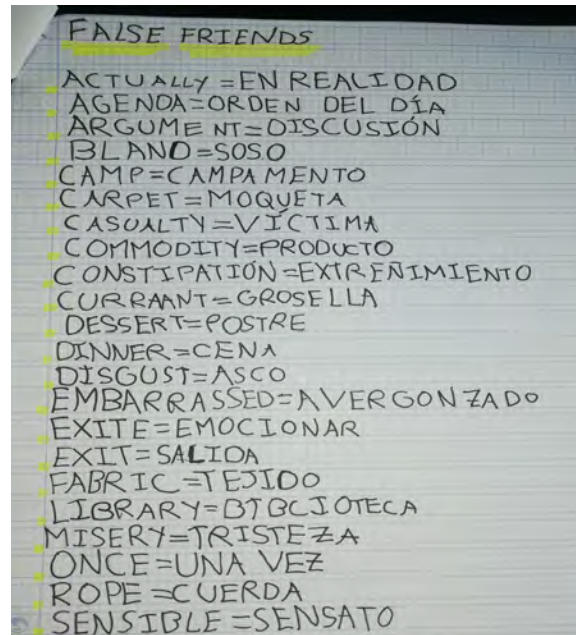 FALSE FRIENDS
ACTUALLY=EN REALIDAD
AGENDA=ORDEN DEL DÍA
ARGUMENT=DISCUSIÓN
BLAND=SOSO
CAMP=CAMPAMENTO
CARPET=MOQUETA
CASUALTY=VÍCTIMA
COMMODITY=PRODUCTO
CONSTIPATIÓN=EXTREÑIMIENTO
CURRAANT=GROSELLA
DESSERT=POSTRE
DINNER=CENA
DISGUST=ASCO
EMBARRASSED=AVERGONZADO
EXITE=EMOCIONAR
EXIT=SALIDA
FABRIC=TEJIDO
LIBRARY=BIBLIOTECA
MISERY=TRISTEZA
ONCE=UNA VEZ
ROPE=CUERDA
SENSIBLE=SENSATO